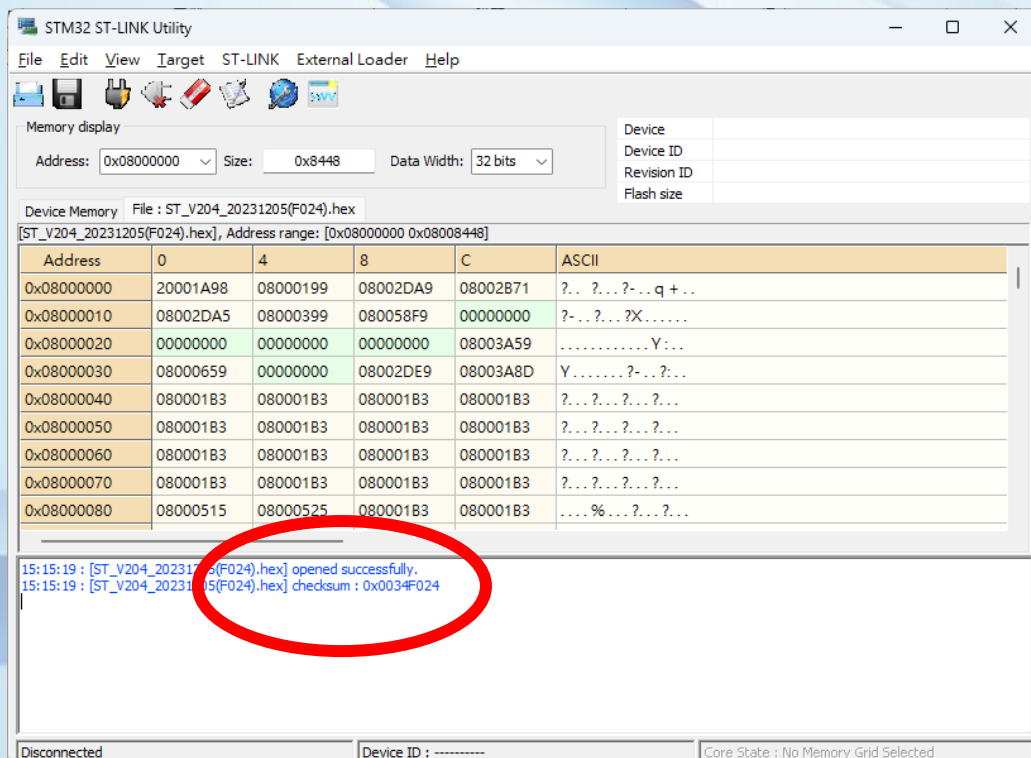 STM32 ST-LINK Utility
File Edit View Target ST-LINK External Loader Help
Memory display
Address: 0x08000000 Size: 0x8448 Data Width: 32 bits
Device
Device ID
Revision ID
Flash size
Device Memory File : ST_V204_20231205(F024).hex
[ST_V204_20231205(F024).hex], Address range: [0x08000000 0x08008448]
Address 0 4 8 C ASCII
0x08000000 20001A98 08000199 08002DA9 08002B71 ?.. ?...?-..q+..
0x08000010 08002DA5 08000399 080058F9 00000000 ?-..?...?X......
0x08000020 00000000 00000000 00000000 08003A59 ............Y:..
0x08000030 08000659 00000000 08002DE9 08003A8D Y.......?-..?:..
0x08000040 080001B3 080001B3 080001B3 080001B3 ?...?...?...?...
0x08000050 080001B3 080001B3 080001B3 080001B3 ?...?...?...?...
0x08000060 080001B3 080001B3 080001B3 080001B3 ?...?...?...?...
0x08000070 080001B3 080001B3 080001B3 080001B3 ?...?...?...?...
0x08000080 08000515 08000525 080001B3 080001B3 ....%...?...?...
15:15:19 : [ST_V204_20231205(F024).hex] opened successfully.
15:15:19 : [ST_V204_20231205(F024).hex] checksum : 0x0034F024
Disconnected Device ID : ---------- Core State : No Memory Grid Selected